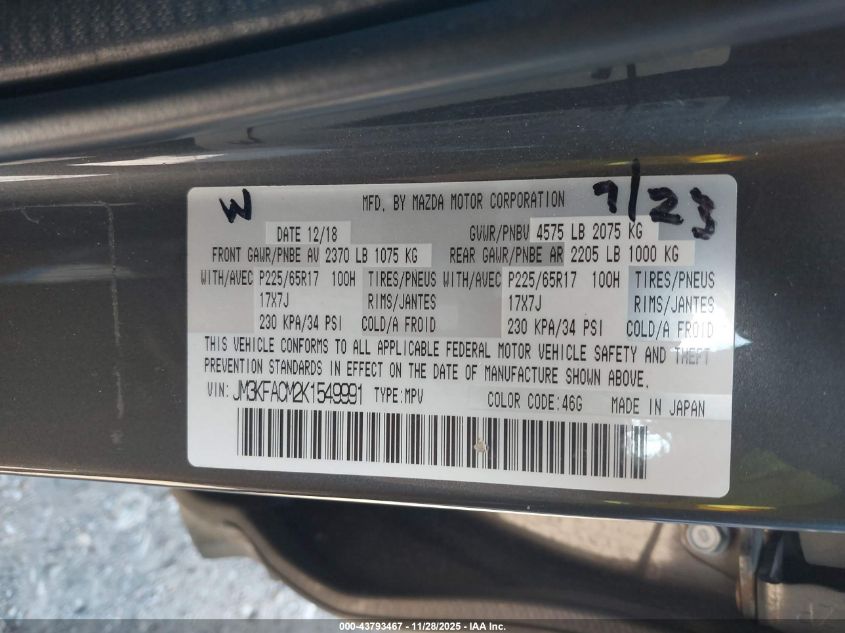 W
7/23
MFD. BY MAZDA MOTOR CORPORATION
DATE 12/18 GVWR/PNBV 4575 LB 2075 KG
FRONT GAWR/PNBE AV 2370 LB 1075 KG REAR GAWR/PNBE AR 2205 LB 1000 KG
WITH/AVEC P225/65R17 100H TIRES/PNEUS WITH/AVEC P225/65R17 100H TIRES/PNEUS
17X7J RIMS/JANTES 17X7J RIMS/JANTES
230 KPA/34 PSI COLD/A FROID 230 KPA/34 PSI COLD/A FROID
THIS VEHICLE CONFORMS TO ALL APPLICABLE FEDERAL MOTOR VEHICLE SAFETY AND THEFT
PREVENTION STANDARDS IN EFFECT ON THE DATE OF MANUFACTURE SHOWN ABOVE.
VIN: JM3KFACM2K1549991 TYPE:MPV COLOR CODE:46G MADE IN JAPAN
000-43793467 - 11/28/2025 - IAA Inc.